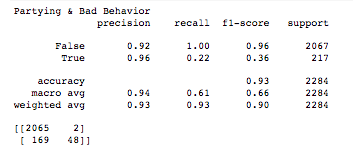 Partying & Bad Behavior
precision recall f1-score support
False 0.92 1.00 0.96 2067
True 0.96 0.22 0.36 217
accuracy 0.93 2284
macro avg 0.94 0.61 0.66 2284
weighted avg 0.93 0.93 0.90 2284
[[2065 2]
[ 169 48]]